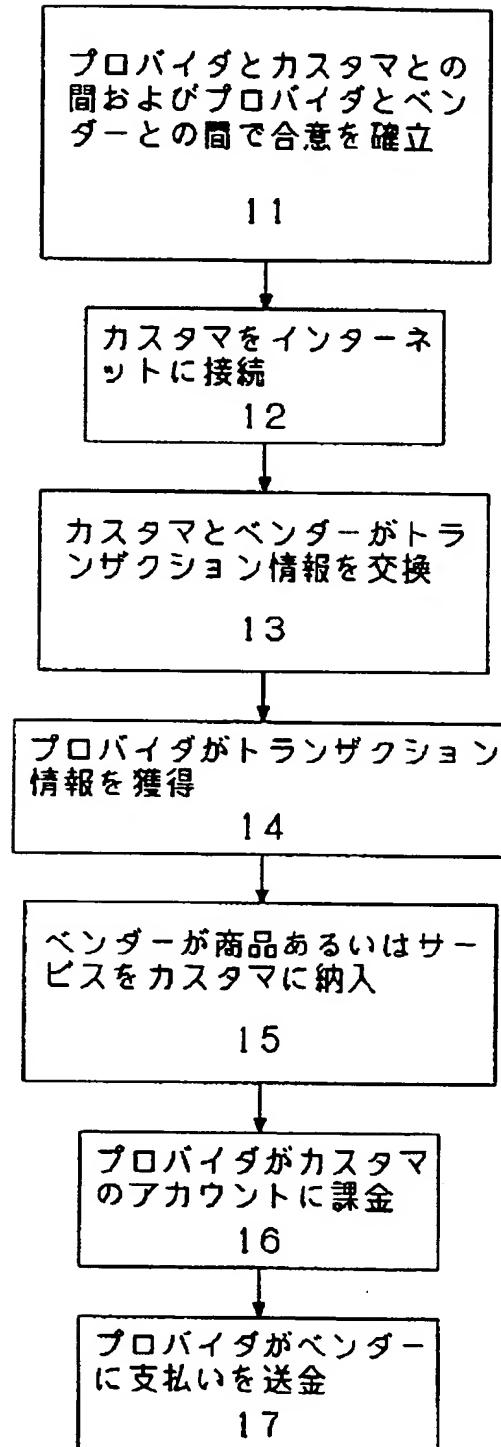 プロバイダとカスタマとの
間およびプロバイダとベン
ダーとの間で合意を確立
11
カスタマをインターネ
ットに接続
12
カスタマとベンダーがトラ
ンザクション情報を交換
13
プロバイダがトランザクション
情報を獲得
14
ベンダーが商品あるいはサー
ビスをカスタマに納入
15
プロバイダがカスタマ
のアカウントに課金
16
プロバイダがベンダー
に支払いを送金
17